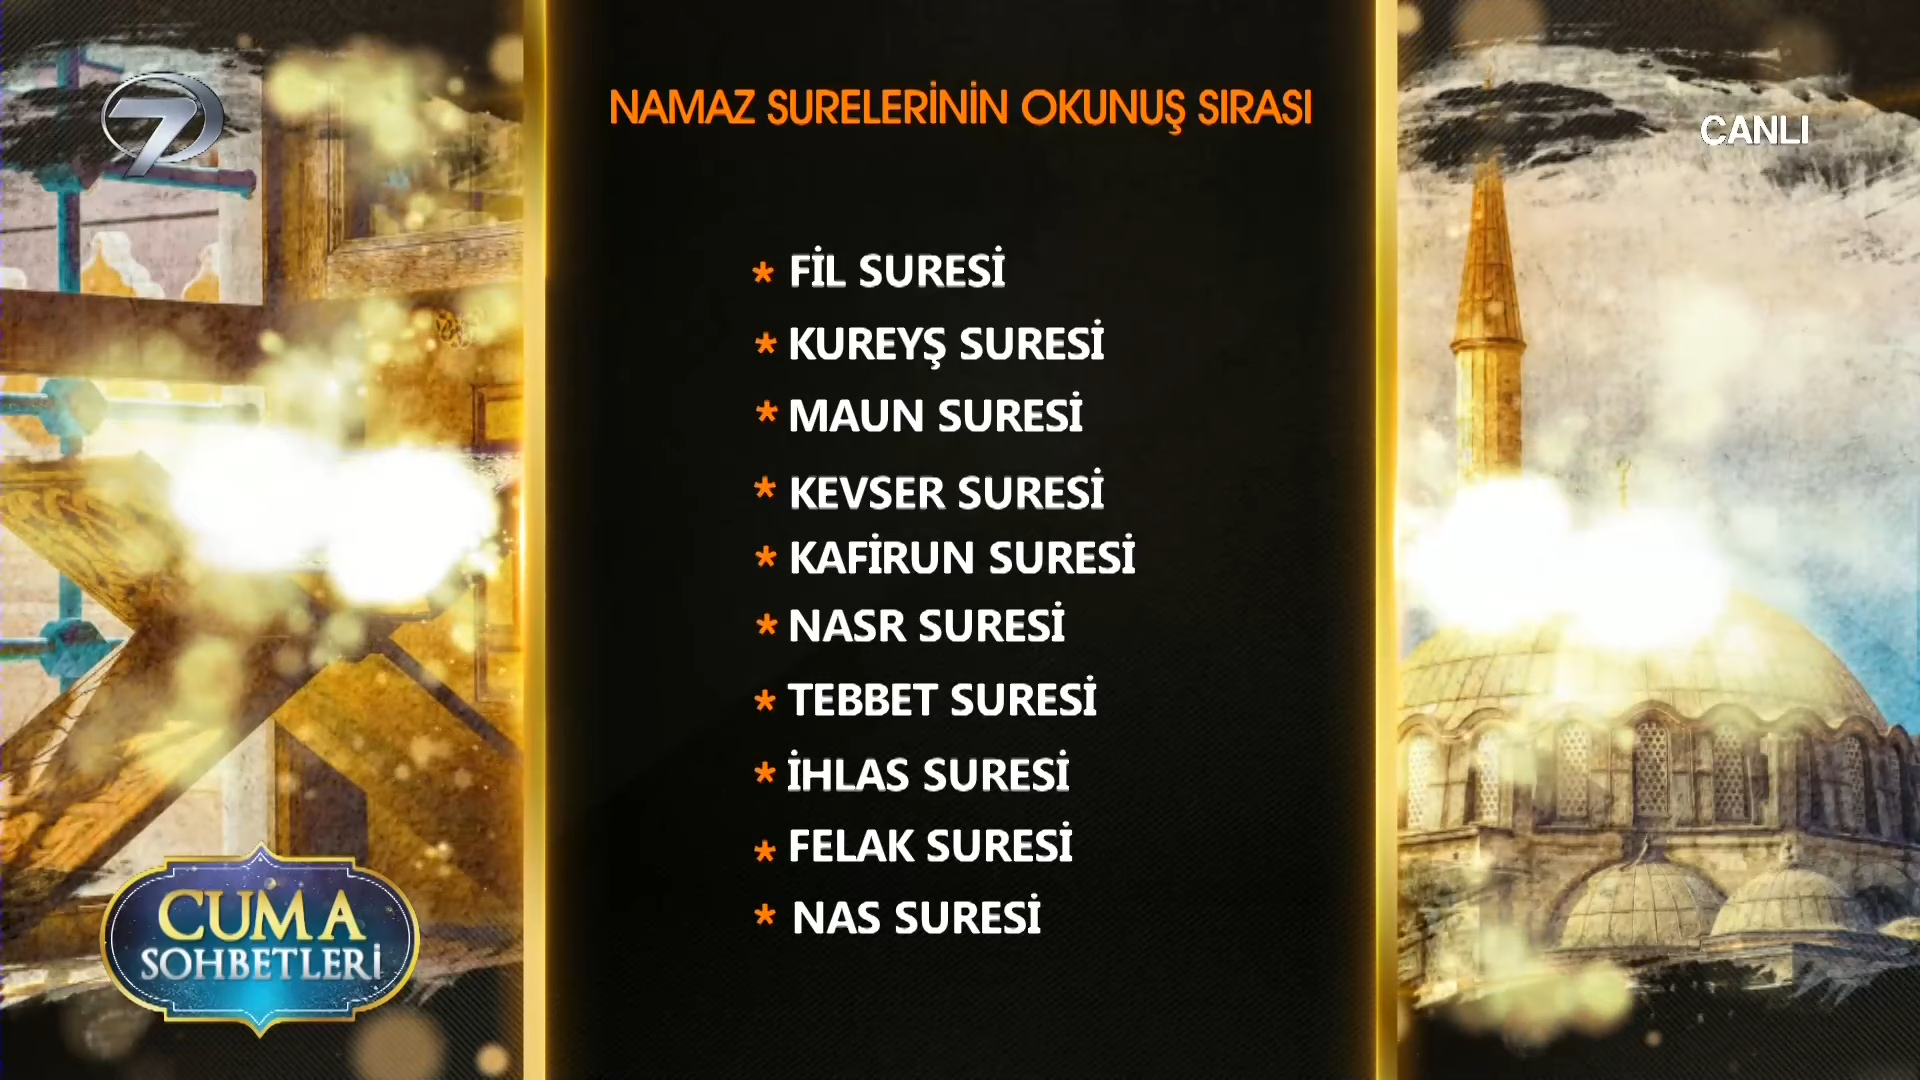 7
NAMAZ SURELERİNİN OKUNUŞ SIRASI
CANLI
* FİL SURESİ
* KUREYŞ SURESİ
* MAUN SURESİ
* KEVSER SURESİ
* KAFİRUN SURESİ
* NASR SURESİ
* TEBBET SURESİ
* İHLAS SURESİ
* FELAK SURESİ
* NAS SURESİ
CUMA
SOHBETLERİ